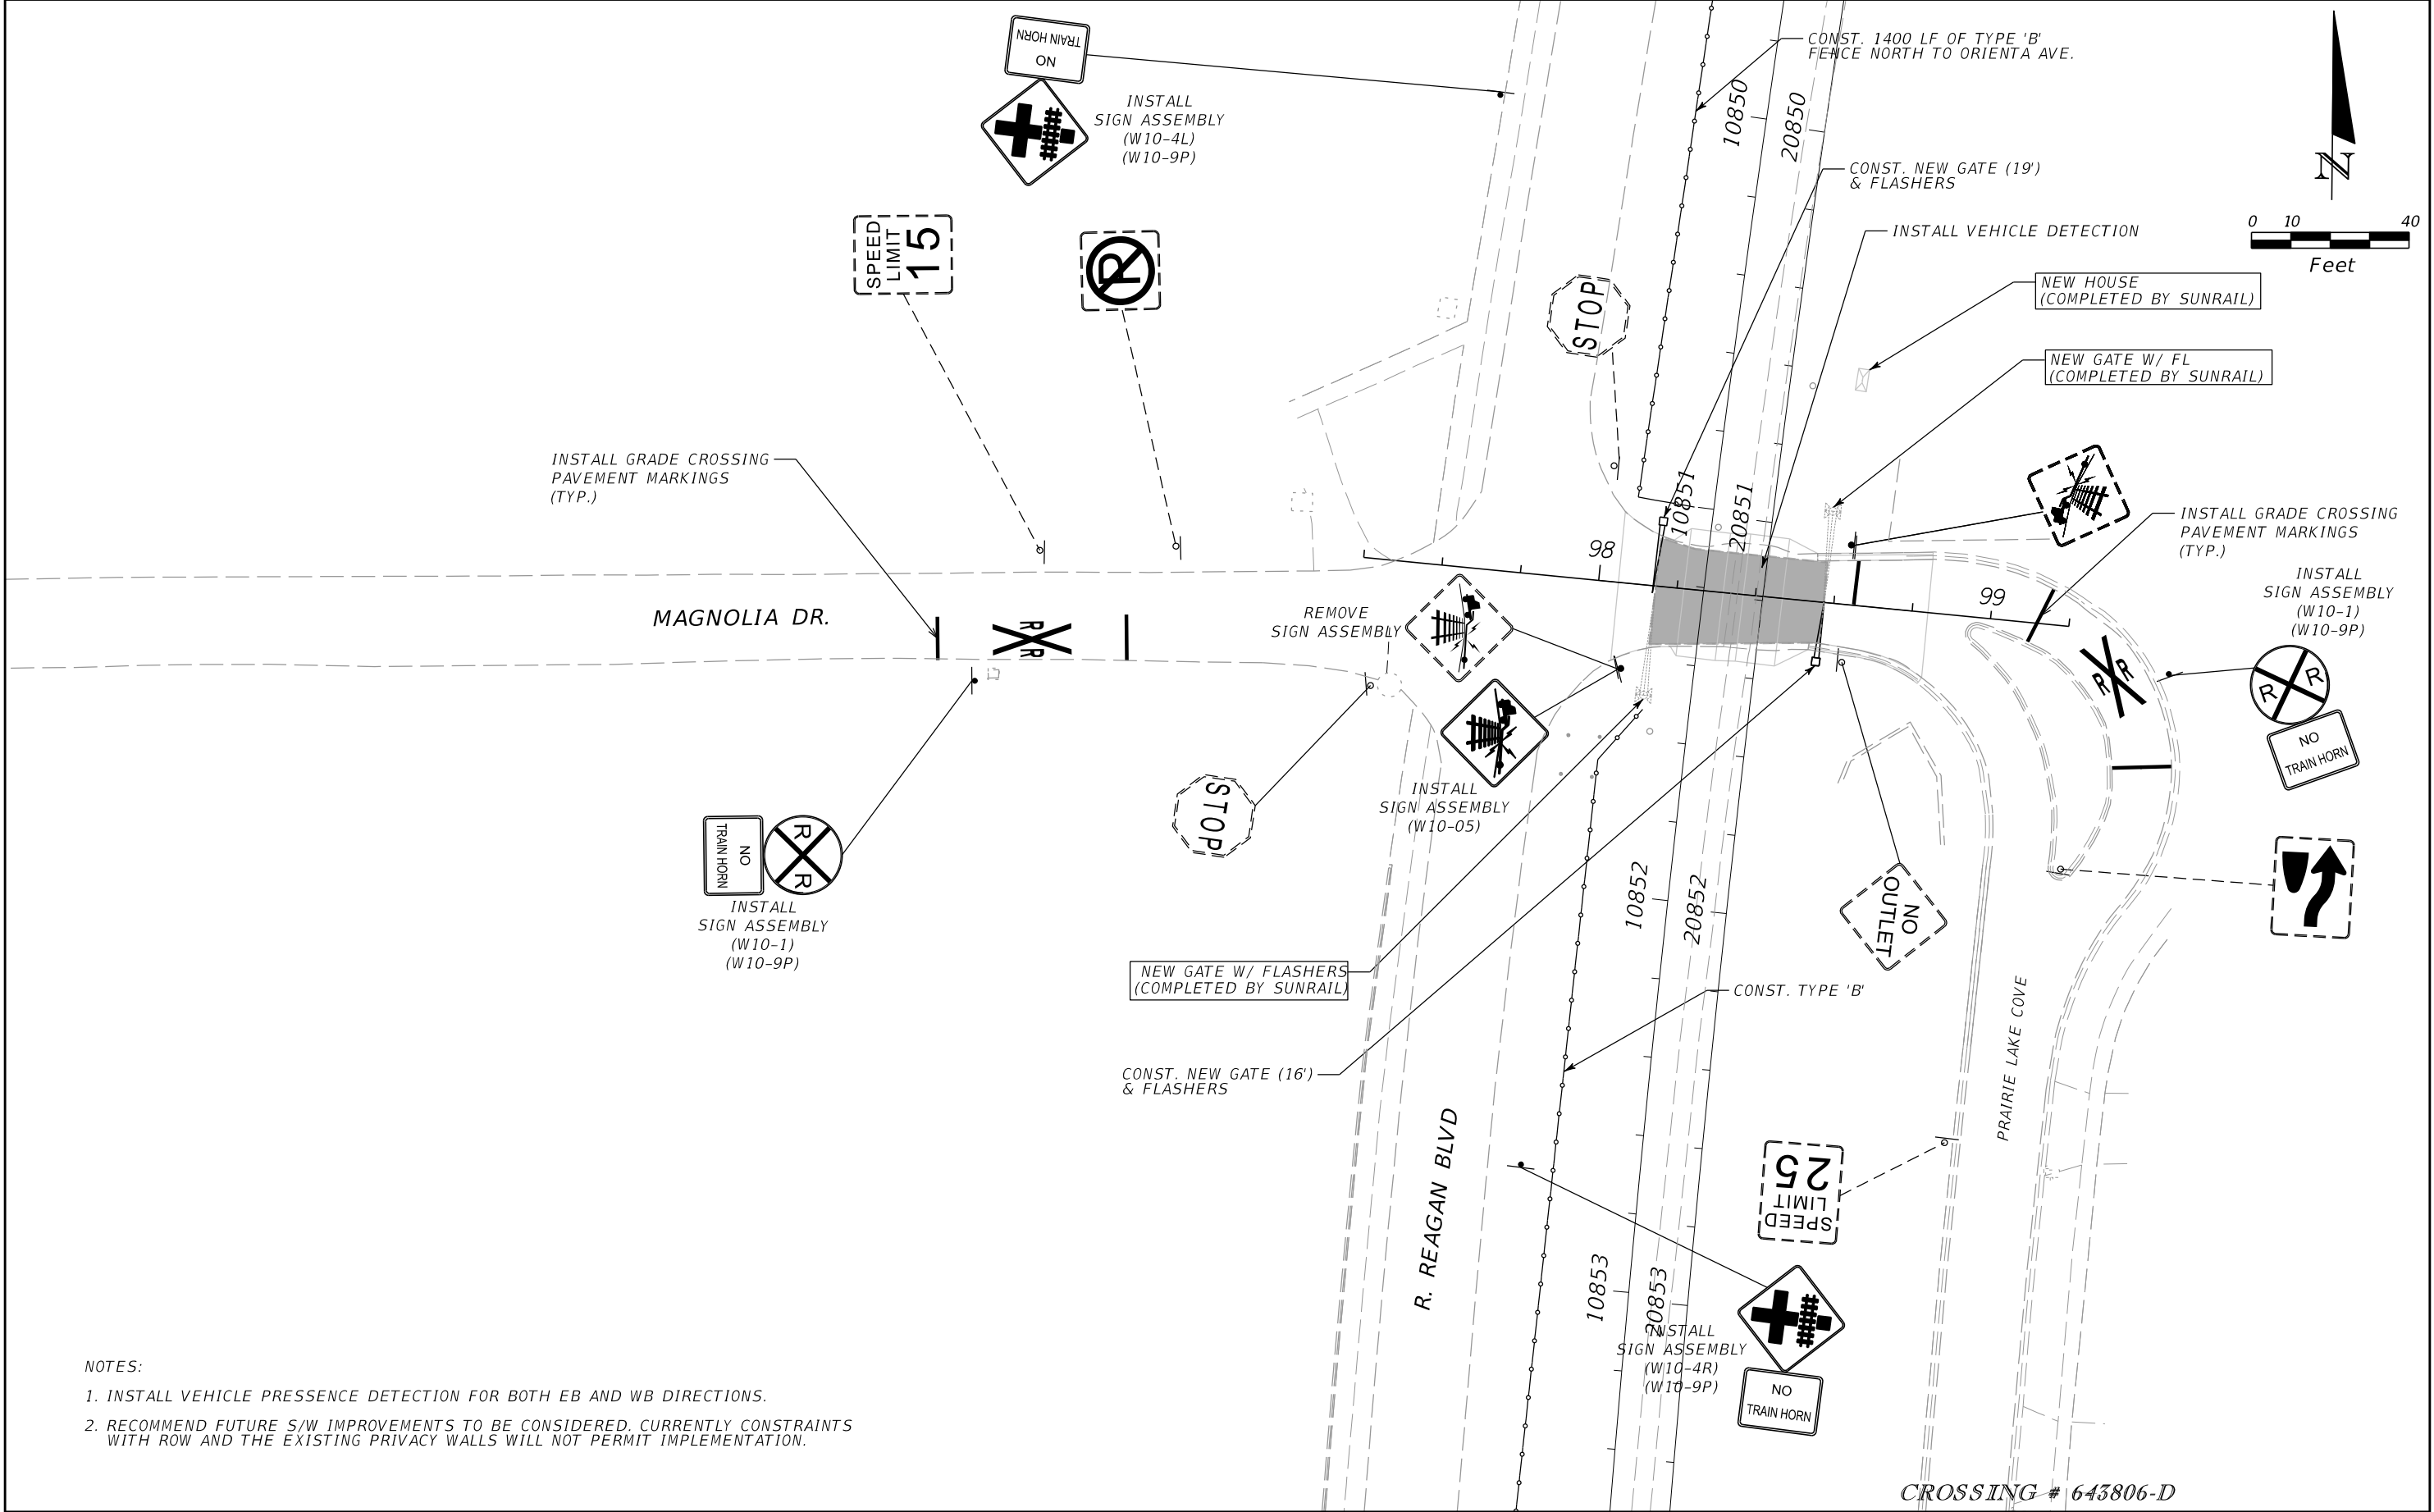 NO
TRAIN HORN
INSTALL
SIGN ASSEMBLY
(W10-4L)
(W10-9P)
CONST. 1400 LF OF TYPE 'B'
FENCE NORTH TO ORIENTA AVE.
10850
20850
N
CONST. NEW GATE (19')
& FLASHERS
0 10 40
Feet
INSTALL VEHICLE DETECTION
SPEED
LIMIT
15
P
STOP
NEW HOUSE
(COMPLETED BY SUNRAIL)
NEW GATE W/ FL
(COMPLETED BY SUNRAIL)
INSTALL GRADE CROSSING
PAVEMENT MARKINGS
(TYP.)
10851
20851
INSTALL GRADE CROSSING
PAVEMENT MARKINGS
(TYP.)
98
99
INSTALL
SIGN ASSEMBLY
(W10-1)
(W10-9P)
R R
NO
TRAIN HORN
MAGNOLIA DR.
R R
REMOVE
SIGN ASSEMBLY
R R
INSTALL
SIGN ASSEMBLY
(W10-05)
STOP
NO
TRAIN HORN
R R
INSTALL
SIGN ASSEMBLY
(W10-1)
(W10-9P)
10852
20852
NO
OUTLET
NEW GATE W/ FLASHERS
(COMPLETED BY SUNRAIL)
CONST. TYPE 'B'
CONST. NEW GATE (16')
& FLASHERS
PRAIRIE LAKE COVE
R. REAGAN BLVD
SPEED
LIMIT
25
10853
20853
INSTALL
SIGN ASSEMBLY
(W10-4R)
(W10-9P)
NO
TRAIN HORN
NOTES:
1. INSTALL VEHICLE PRESSENCE DETECTION FOR BOTH EB AND WB DIRECTIONS.
2. RECOMMEND FUTURE S/W IMPROVEMENTS TO BE CONSIDERED. CURRENTLY CONSTRAINTS
WITH ROW AND THE EXISTING PRIVACY WALLS WILL NOT PERMIT IMPLEMENTATION.
CROSSING # 643806-D